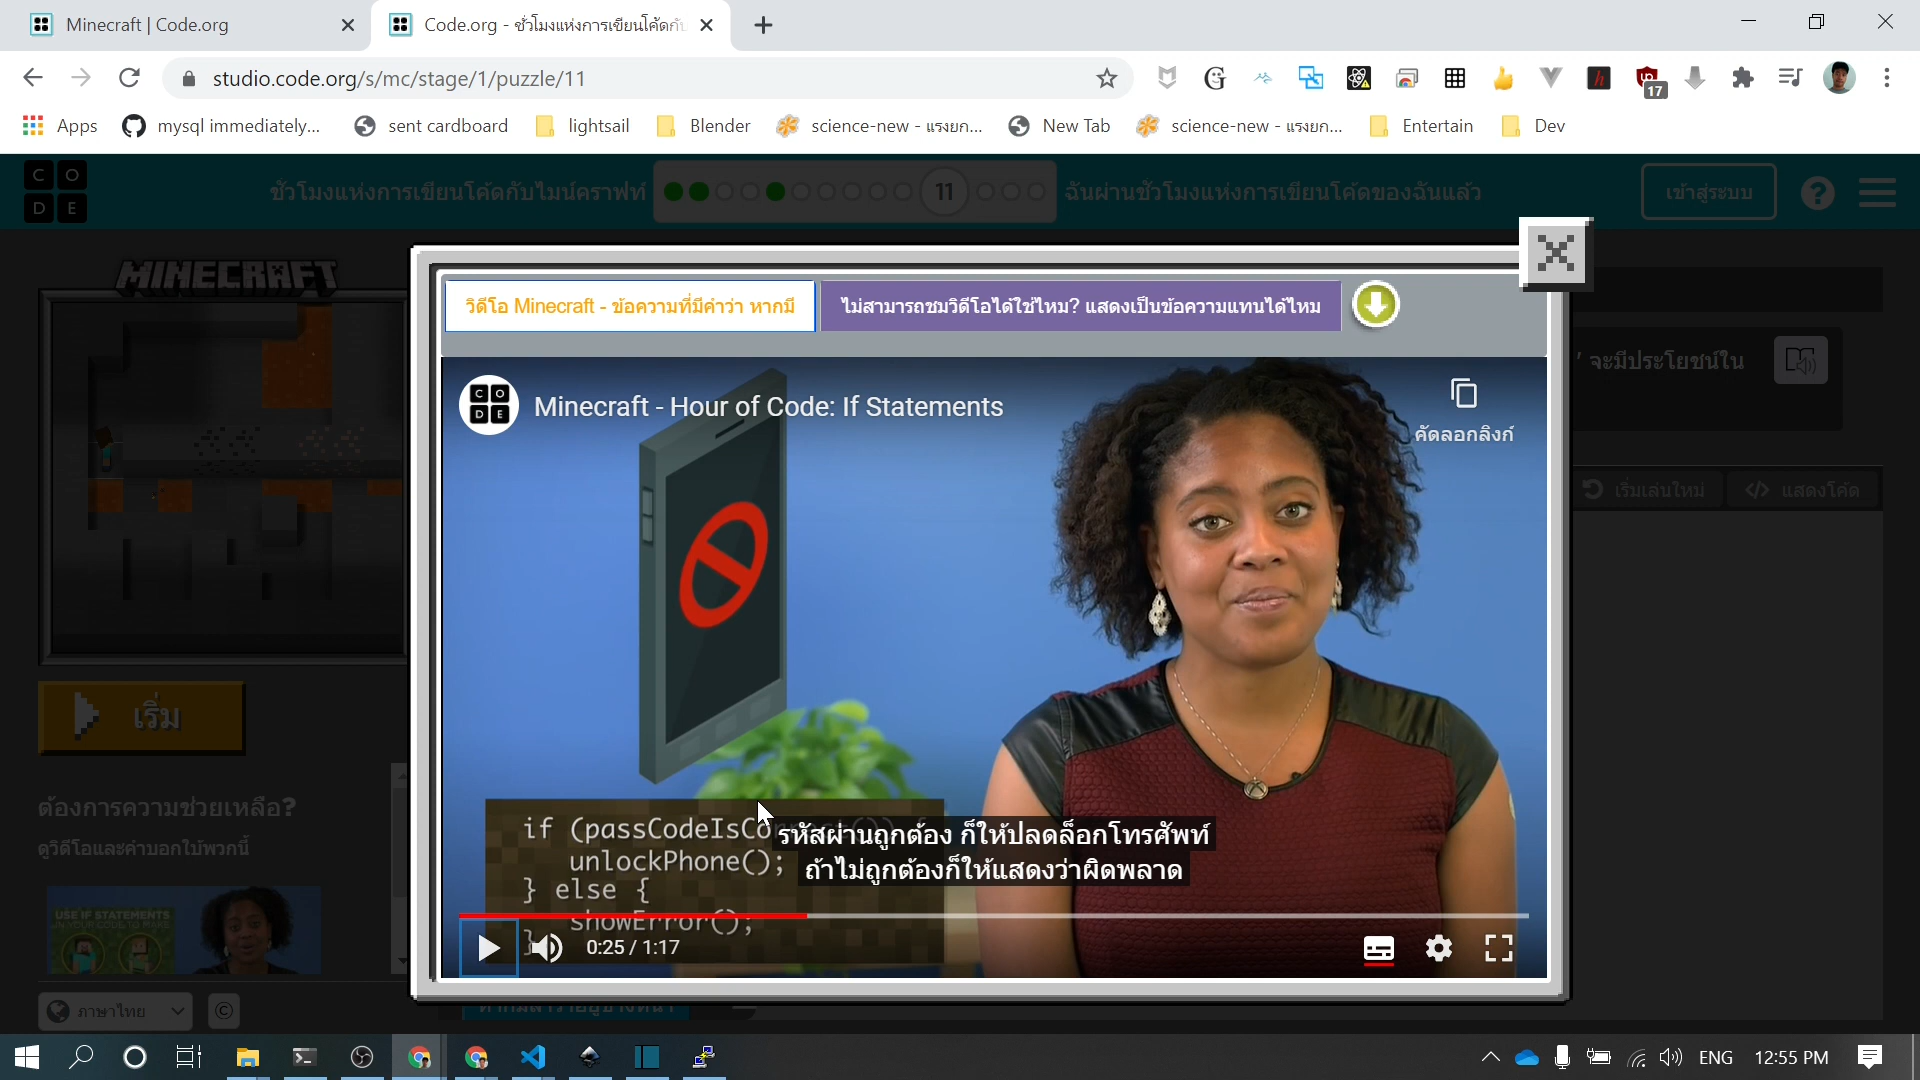 Minecraft | Code.org
Code.org - ชั่วโมงแห่งการเขียนโค้ดกับ
studio.code.org/s/mc/stage/1/puzzle/11
17
Apps
mysql immediately...
sent cardboard
lightsail
Blender
science-new - แรงยก...
New Tab
science-new - แรงยก...
Entertain
Dev
C O
D E
ชั่วโมงแห่งการเขียนโค้ดกับไมน์คราฟท์
11
ฉันผ่านชั่วโมงแห่งการเขียนโค้ดของฉันแล้ว
เข้าสู่ระบบ
?
MINECRAFT
วิดีโอ Minecraft - ข้อความที่มีคำว่า หากมี
ไม่สามารถชมวิดีโอได้ใช่ไหม? แสดงเป็นข้อความแทนได้ไหม
' จะมีประโยชน์ใน
C O
D E
Minecraft - Hour of Code: If Statements
คัดลอกลิงก์
เริ่มเล่นใหม่
แสดงโค้ด
เริ่ม
ต้องการความช่วยเหลือ?
ดูวิดีโอและคำบอกใบ้พวกนี้
USE IF STATEMENTS
IN YOUR CODE TO MAKE
if (passCodeIsCo
unlockPhone();
} else {
showError();
}
รหัสผ่านถูกต้อง ก็ให้ปลดล็อกโทรศัพท์
ถ้าไม่ถูกต้องก็ให้แสดงว่าผิดพลาด
0:25 / 1:17
ภาษาไทย
©
ENG
12:55 PM